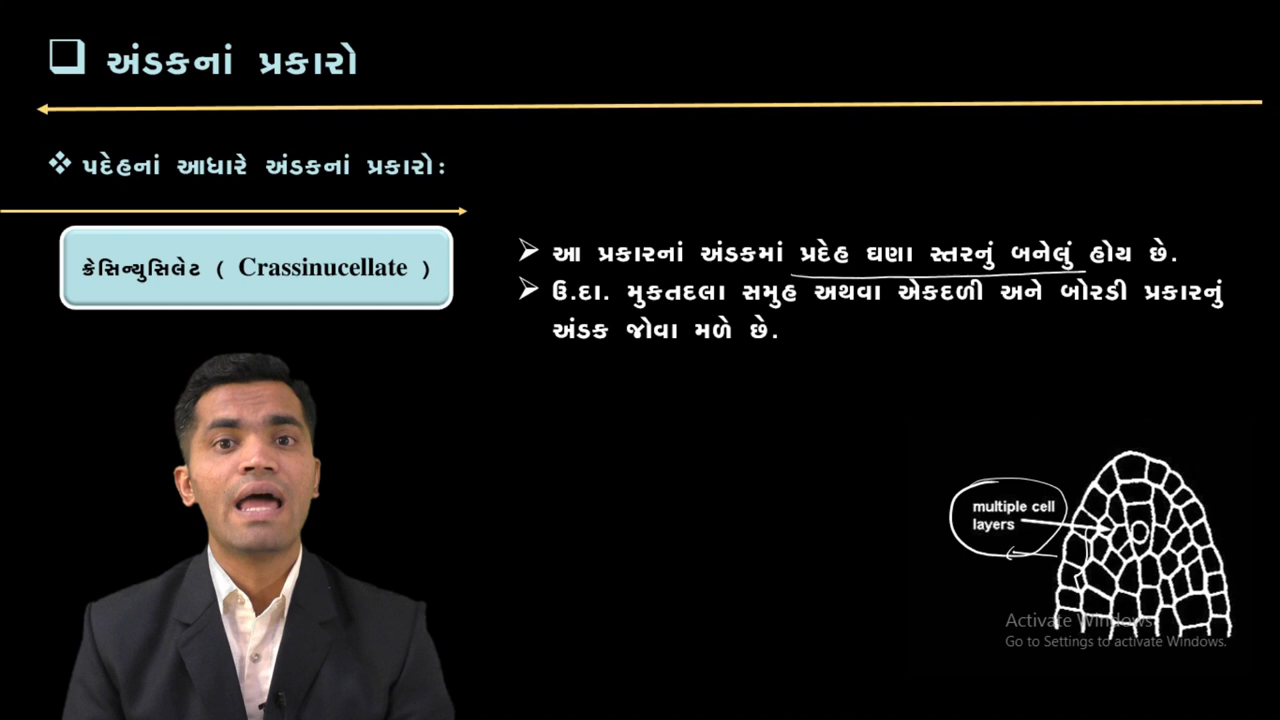 અંડકનાં પ્રકારો
પદેહનાં આધારે અંડકનાં પ્રકારો:
ક્રેસિન્યુસિલેટ ( Crassinucellate )
આ પ્રકારનાં અંડકમાં પ્રદેહ ઘણા સ્તરનું બનેલું હોય છે.
ઉ.દા. મુકતદલા સમુહ અથવા એકદળી અને બોરડી પ્રકારનું
અંડક જોવા મળે છે.
multiple cell
layers
Activate Windows
Go to Settings to activate Windows.